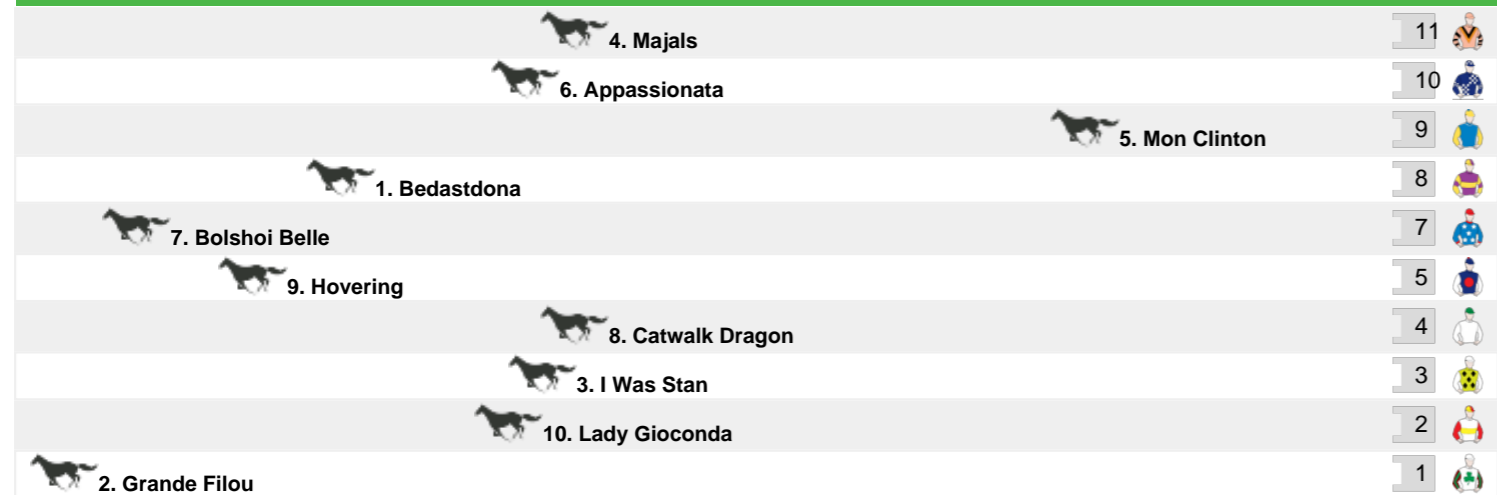 4. Majals 11
6. Appassionata 10
5. Mon Clinton 9
1. Bedastdona 8
7. Bolshoi Belle 7
9. Hovering 5
8. Catwalk Dragon 4
3. I Was Stan 3
10. Lady Gioconda 2
2. Grande Filou 1